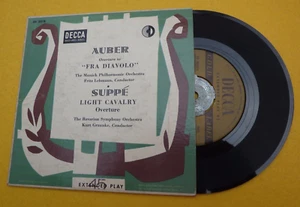 DECCA
AUBER
Overture to
"FRA DIAVOLO"
The Munich Philharmonic Orchestra
Fritz Lehmann, Conductor
SUPPÉ
LIGHT CAVALRY
Overture
The Bavarian Symphony Orchestra
Kurt Graunke, Conductor
45
EXTENDED PLAY
DECCA